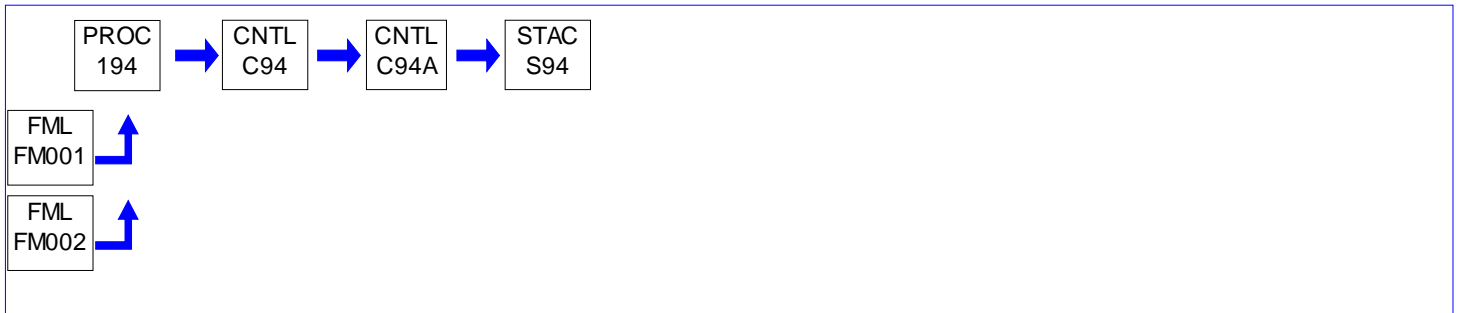 PROC
194
CNTL
C94
CNTL
C94A
STAC
S94
FML
FM001
FML
FM002